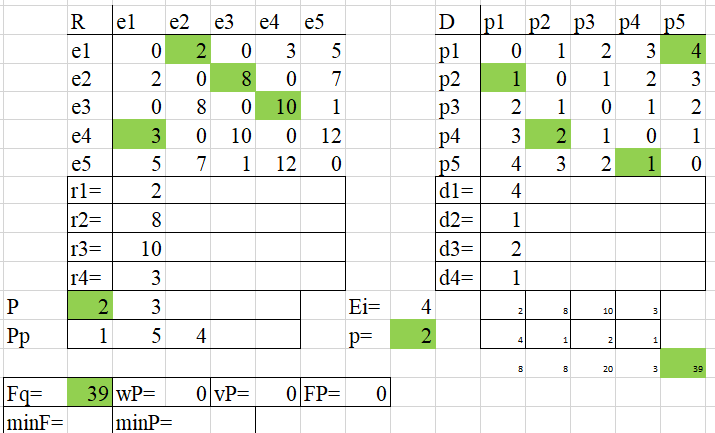 R e1 e2 e3 e4 e5 D p1 p2 p3 p4 p5
e1 0 2 0 3 5 p1 0 1 2 3 4
e2 2 0 8 0 7 p2 1 0 1 2 3
e3 0 8 0 10 1 p3 2 1 0 1 2
e4 3 0 10 0 12 p4 3 2 1 0 1
e5 5 7 1 12 0 p5 4 3 2 1 0
r1= 2 d1= 4
r2= 8 d2= 1
r3= 10 d3= 2
r4= 3 d4= 1
P 2 3 Ei= 4 2 8 10 3
Pp 1 5 4 p= 2 4 1 2 1
8 8 20 3 39
Fq= 39 wP= 0 vP= 0 FP= 0
minF= minP=